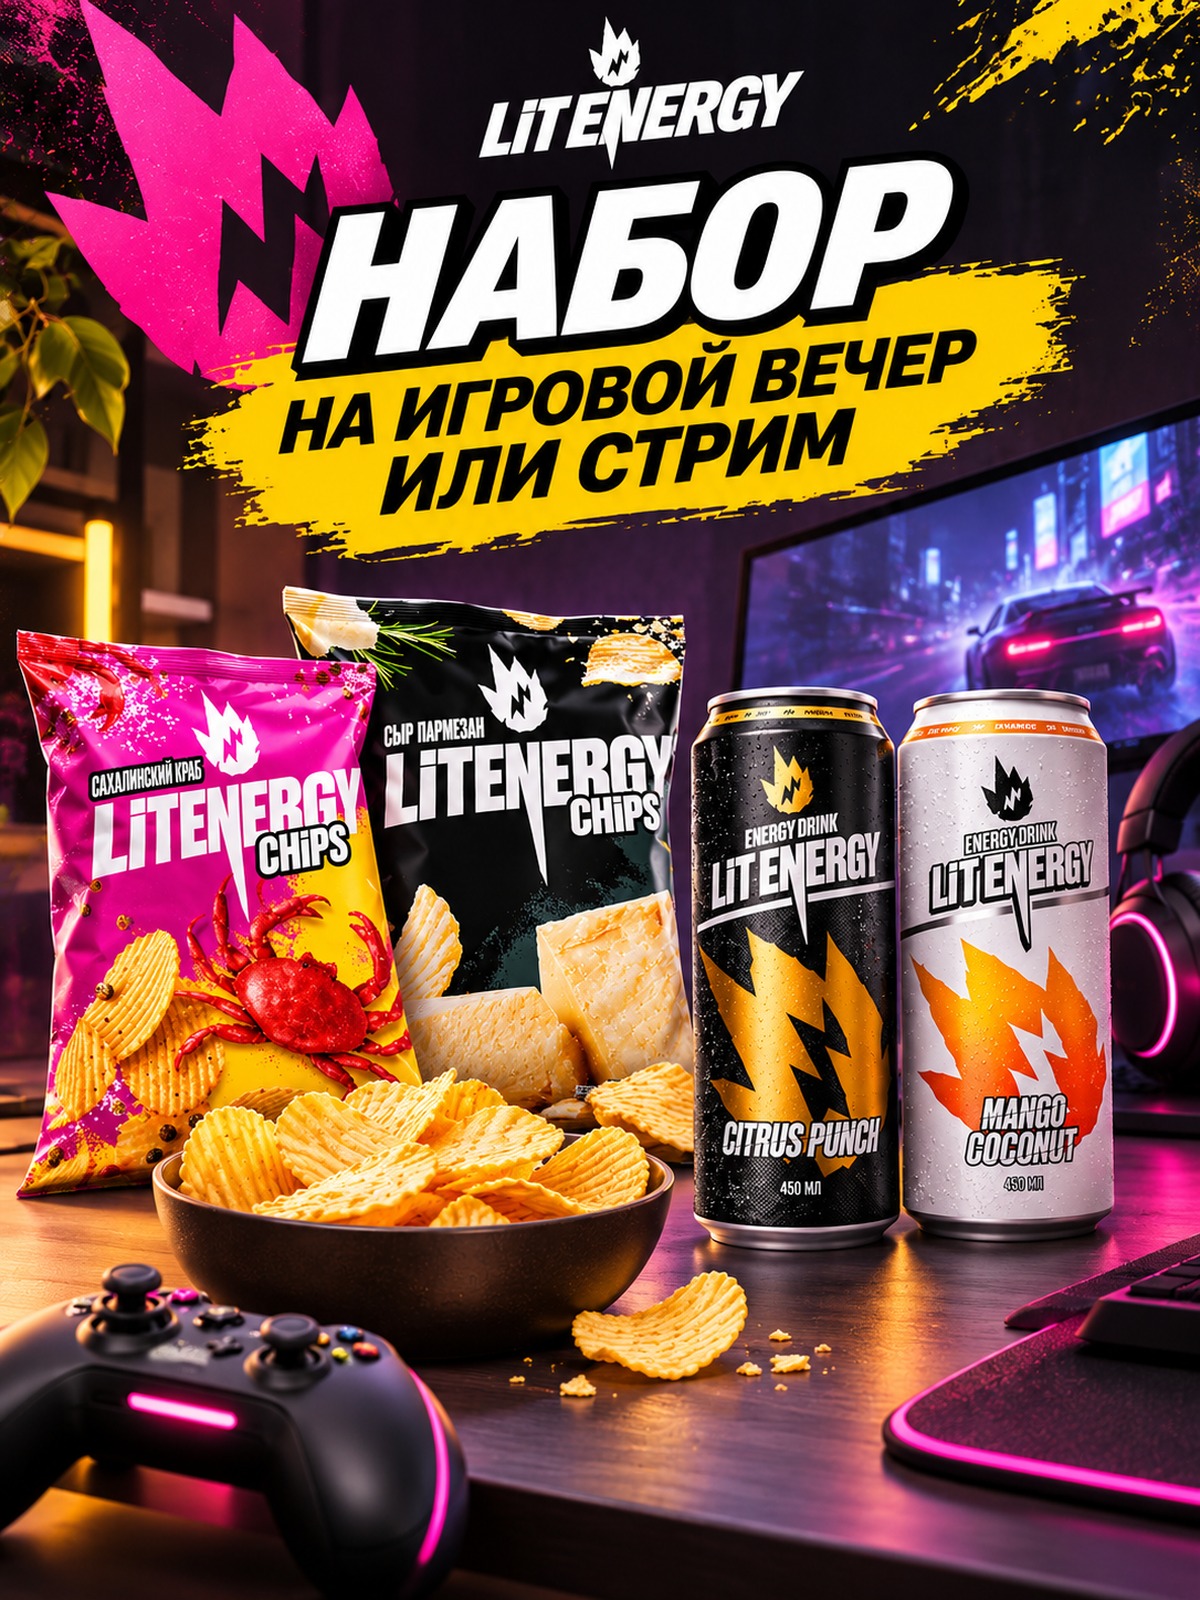 LiTENERGY
НАБОР
НА ИГРОВОЙ ВЕЧЕР
ИЛИ СТРИМ
САХАЛИНСКИЙ КРАБ
LiTENERGY
CHiPS
СЫР ПАРМЕЗАН
LiTENERGY
CHiPS
ENERGY DRINK
LiT ENERGY
CITRUS PUNCH
450 МЛ
ENERGY DRINK
LiT ENERGY
MANGO
COCONUT
450 МЛ